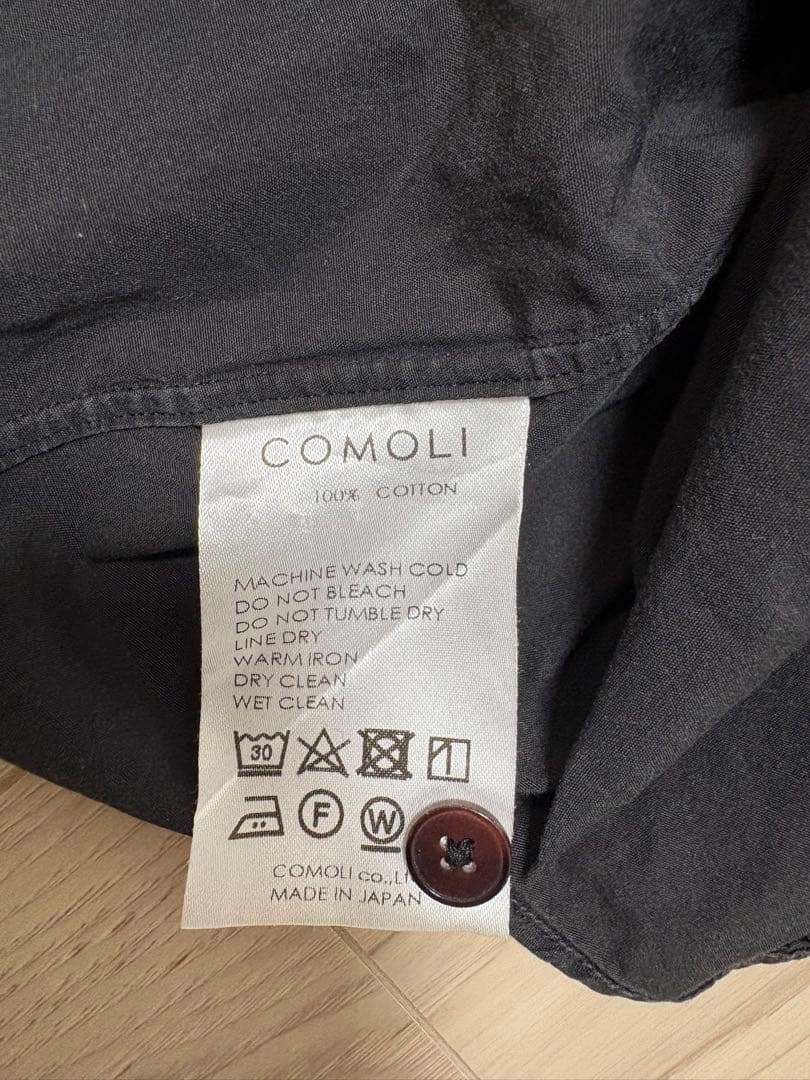 COMOLI
100% COTTON
MACHINE WASH COLD
DO NOT BLEACH
DO NOT TUMBLE DRY
LINE DRY
WARM IRON
DRY CLEAN
WET CLEAN
30
F W
COMOLI co.,Lt
MADE IN JAPAN